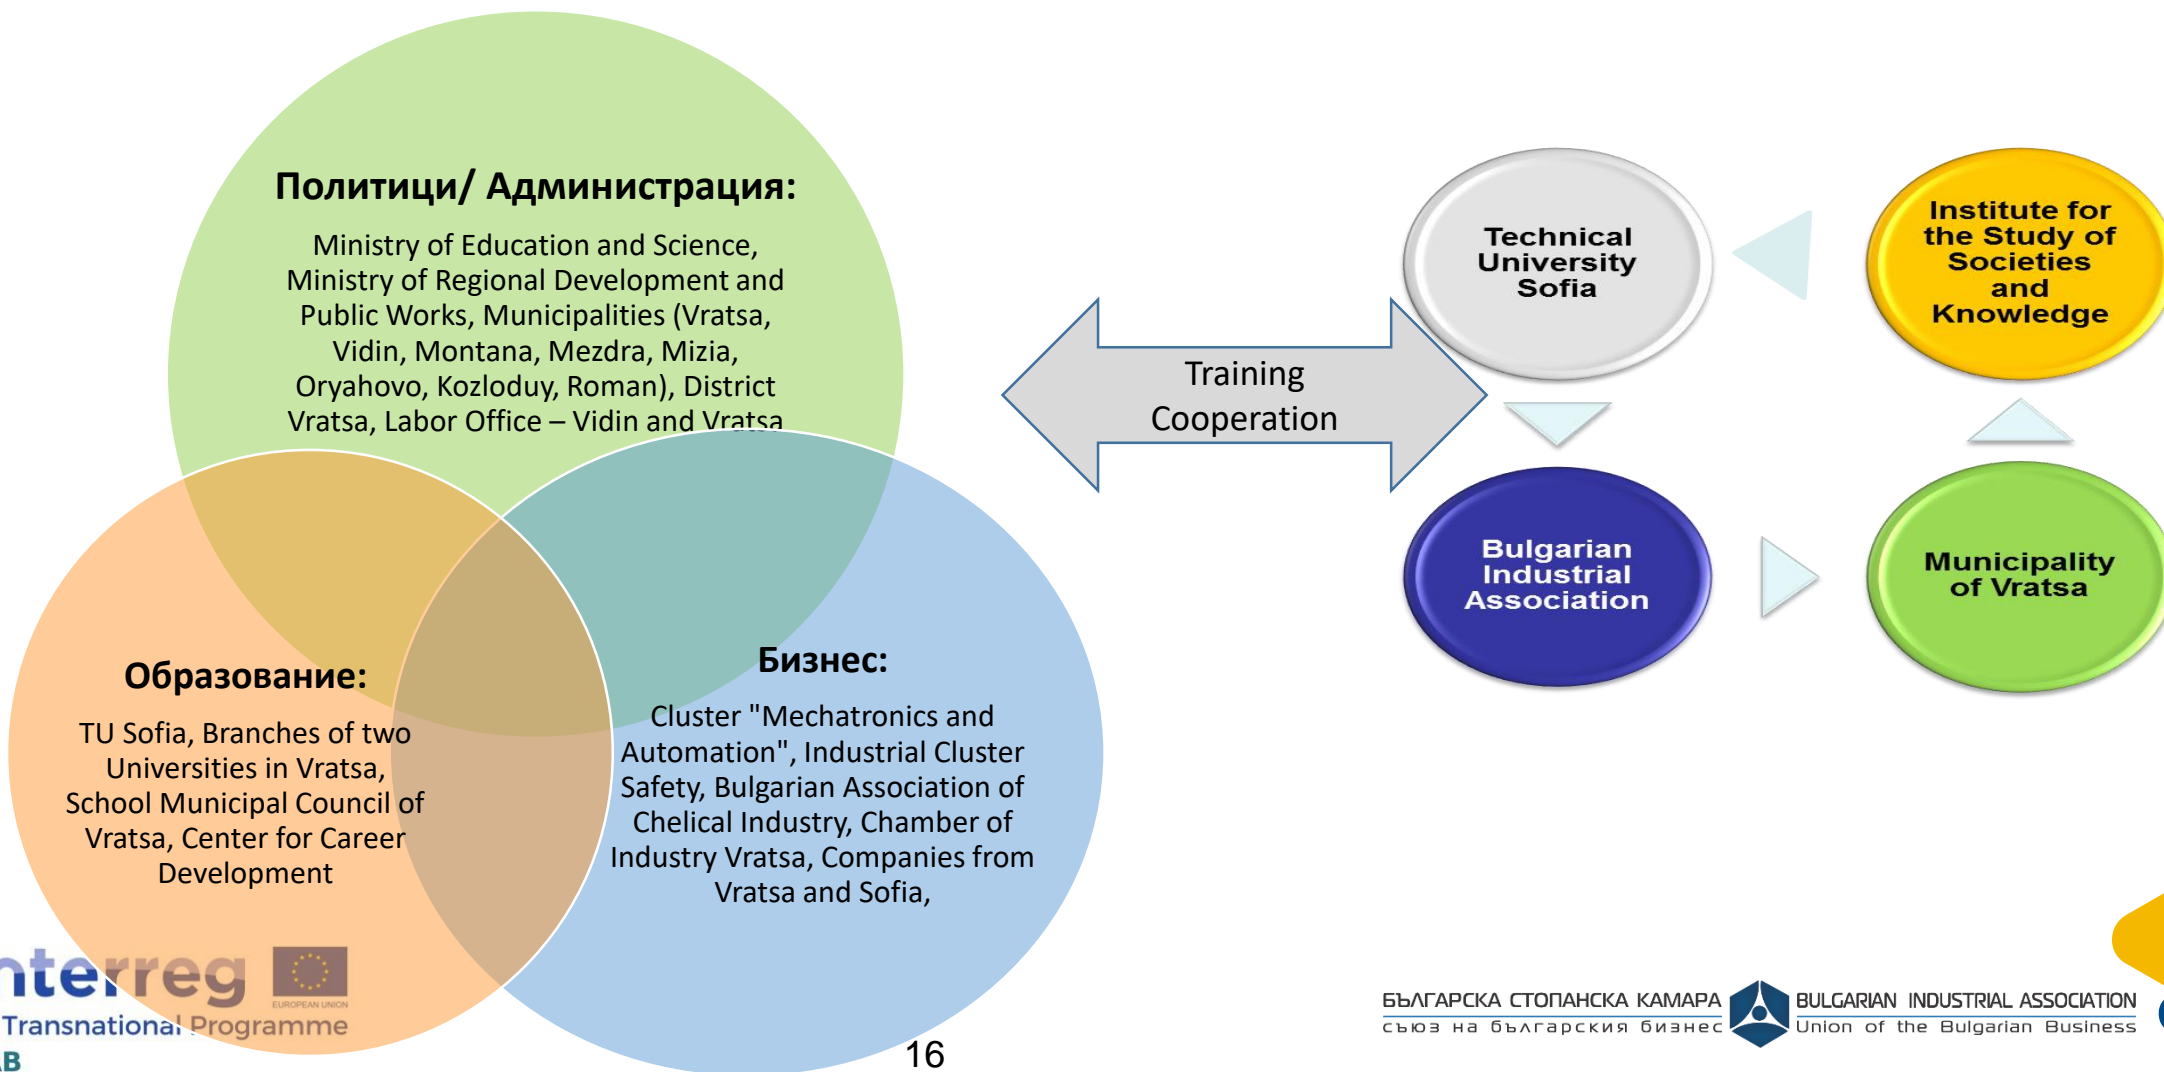 Политици/ Администрация:
Ministry of Education and Science,
Ministry of Regional Development and
Public Works, Municipalities (Vratsa,
Vidin, Montana, Mezdra, Mizia,
Oryahovo, Kozloduy, Roman), District
Vratsa, Labor Office – Vidin and Vratsa
Образование:
TU Sofia, Branches of two
Universities in Vratsa,
School Municipal Council of
Vratsa, Center for Career
Development
Бизнес:
Cluster "Mechatronics and
Automation", Industrial Cluster
Safety, Bulgarian Association of
Chelical Industry, Chamber of
Industry Vratsa, Companies from
Vratsa and Sofia,
Training
Cooperation
Technical
University
Sofia
Institute for
the Study of
Societies
and
Knowledge
Bulgarian
Industrial
Association
Municipality
of Vratsa
nterreg
EUROPEAN UNION
Transnational Programme
AB
16
БЪЛГАРСКА СТОПАНСКА КАМАРА
съюз на българския бизнес
BULGARIAN INDUSTRIAL ASSOCIATION
Union of the Bulgarian Business